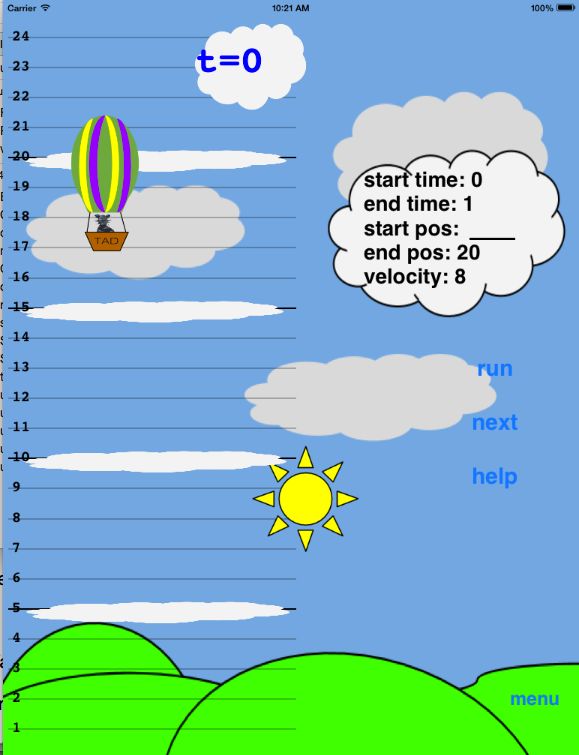 Carrier
10:21 AM
100%
t=0
24
23
22
21
20
19
18
17
16
15
14
13
12
11
10
9
8
7
6
5
4
3
2
1
TAD
start time: 0
end time: 1
start pos: ____
end pos: 20
velocity: 8
run
next
help
menu